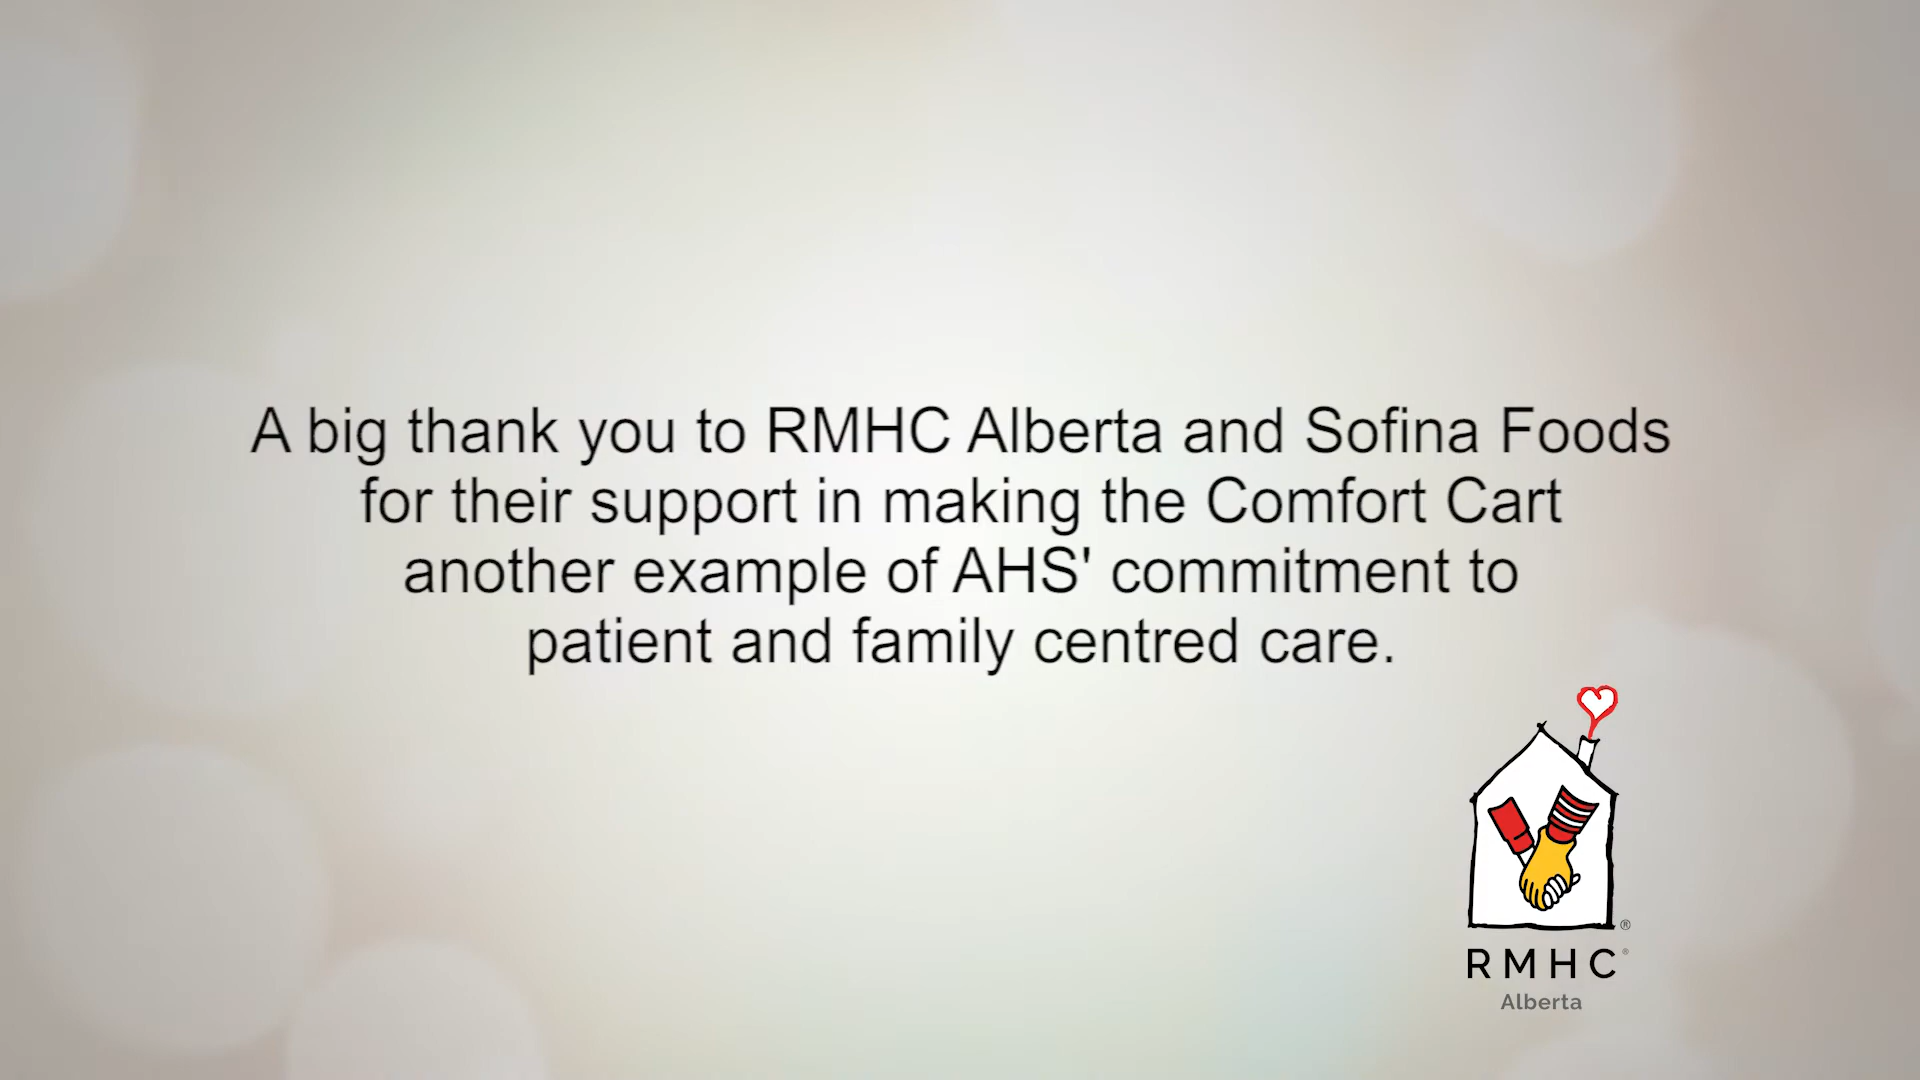 A big thank you to RMHC Alberta and Sofina Foods
for their support in making the Comfort Cart
another example of AHS' commitment to
patient and family centred care.
®
RMHC®
Alberta